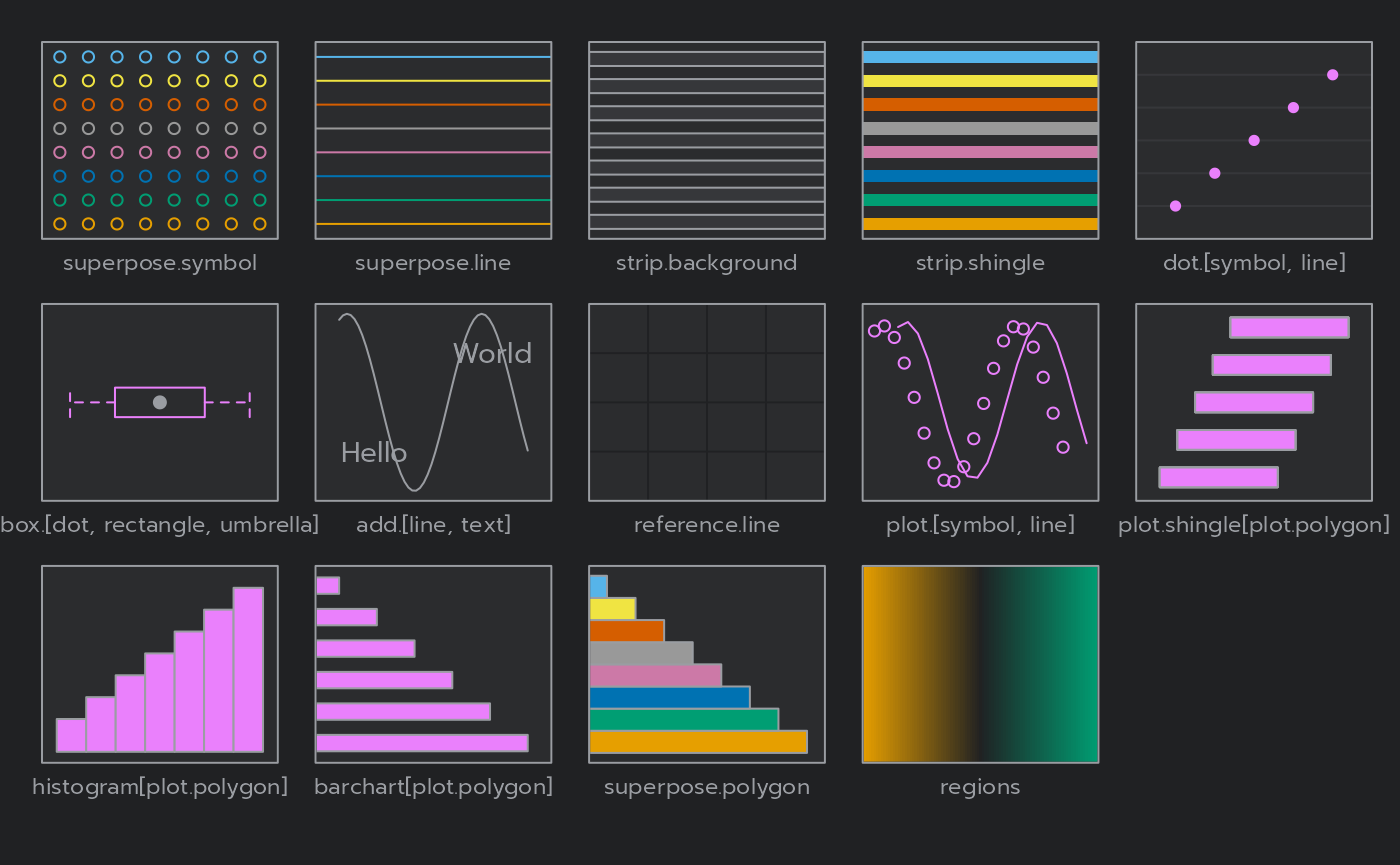 superpose.symbol
superpose.line
strip.background
strip.shingle
dot.[symbol, line]
World
Hello
box.[dot, rectangle, umbrella]
add.[line, text]
reference.line
plot.[symbol, line]
plot.shingle[plot.polygon]
histogram[plot.polygon]
barchart[plot.polygon]
superpose.polygon
regions